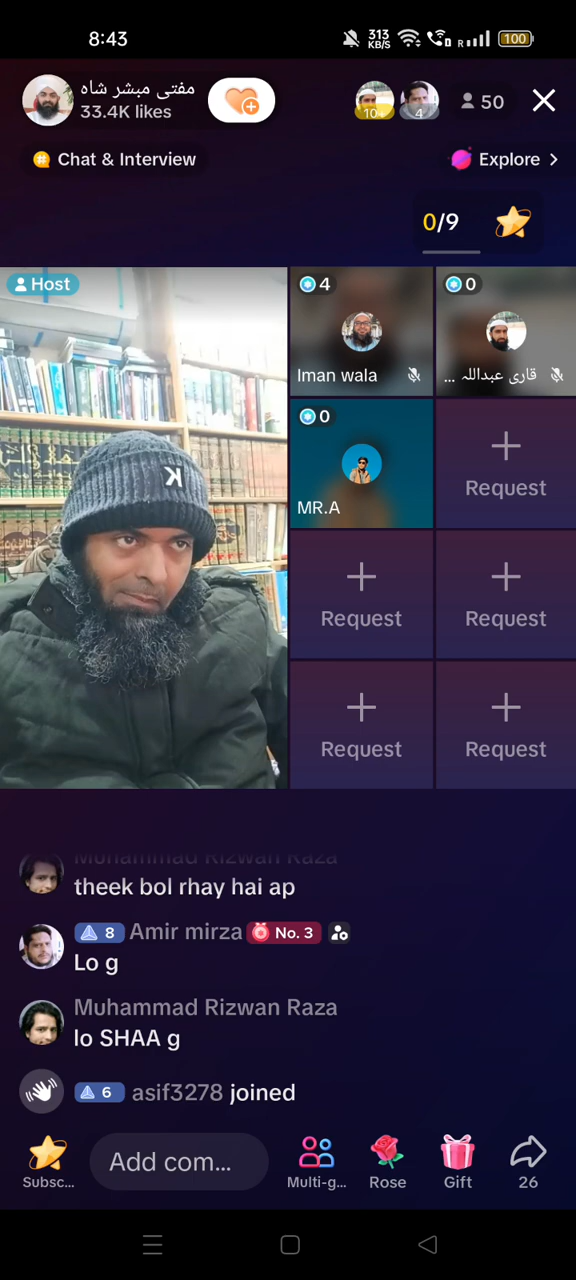 8:43
313
KB/S
R
100
مفتی مبشر شاہ
33.4K likes
10+
4
50
Chat & Interview
Explore
0/9
Host
4
Iman wala
0
قاری عبداللہ ...
0
MR.A
Request
Request
Request
Request
Request
K
Muhammad Rizwan Raza
theek bol rhay hai ap
8 Amir mirza No. 3
Lo g
Muhammad Rizwan Raza
lo SHAA g
6 asif3278 joined
Add com...
Subsc...
Multi-g...
Rose
Gift
26